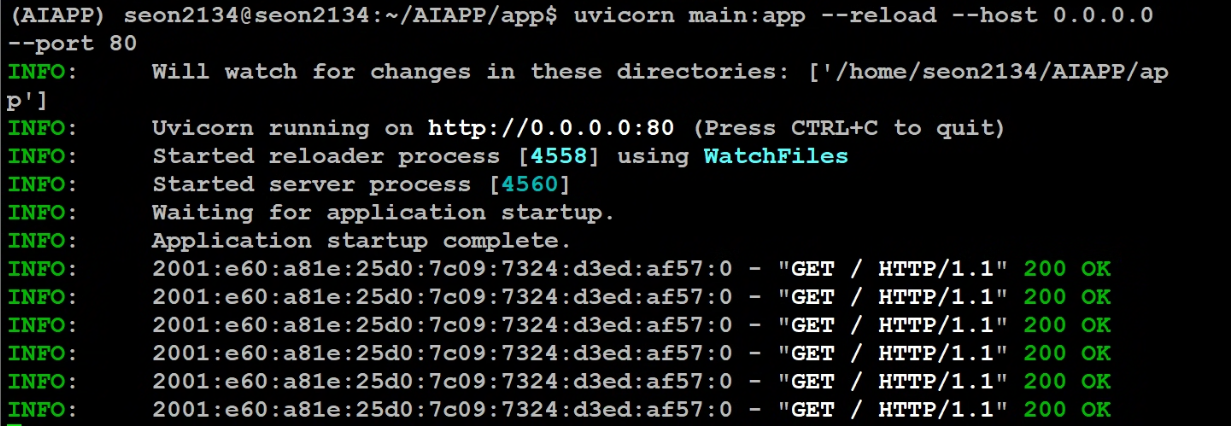 (AIAPP) seon2134@seon2134:~/AIAPP/app$ uvicorn main:app --reload --host 0.0.0.0
--port 80
INFO:     Will watch for changes in these directories: ['/home/seon2134/AIAPP/ap
p']
INFO:     Uvicorn running on http://0.0.0.0:80 (Press CTRL+C to quit)
INFO:     Started reloader process [4558] using WatchFiles
INFO:     Started server process [4560]
INFO:     Waiting for application startup.
INFO:     Application startup complete.
INFO:     2001:e60:a81e:25d0:7c09:7324:d3ed:af57:0 - "GET / HTTP/1.1" 200 OK
INFO:     2001:e60:a81e:25d0:7c09:7324:d3ed:af57:0 - "GET / HTTP/1.1" 200 OK
INFO:     2001:e60:a81e:25d0:7c09:7324:d3ed:af57:0 - "GET / HTTP/1.1" 200 OK
INFO:     2001:e60:a81e:25d0:7c09:7324:d3ed:af57:0 - "GET / HTTP/1.1" 200 OK
INFO:     2001:e60:a81e:25d0:7c09:7324:d3ed:af57:0 - "GET / HTTP/1.1" 200 OK
INFO:     2001:e60:a81e:25d0:7c09:7324:d3ed:af57:0 - "GET / HTTP/1.1" 200 OK